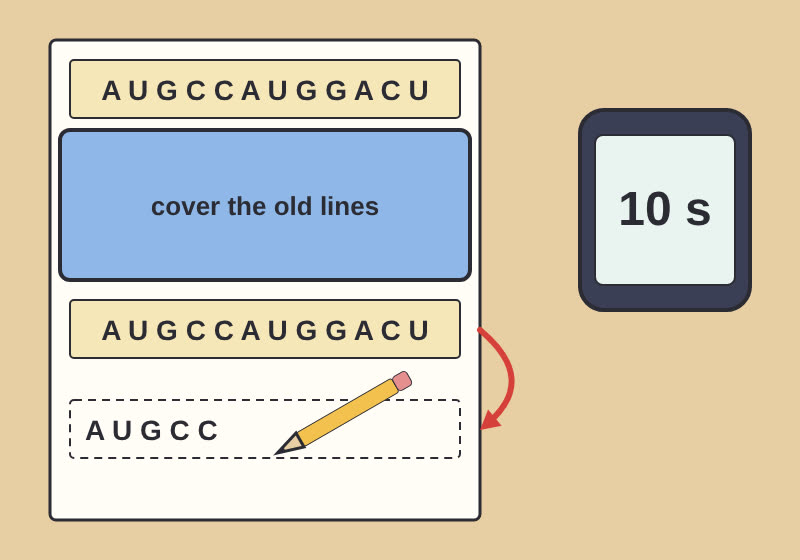 AUGCCAUGGACU
cover the old lines
10 s
AUGCCAUGGACU
AUGCC